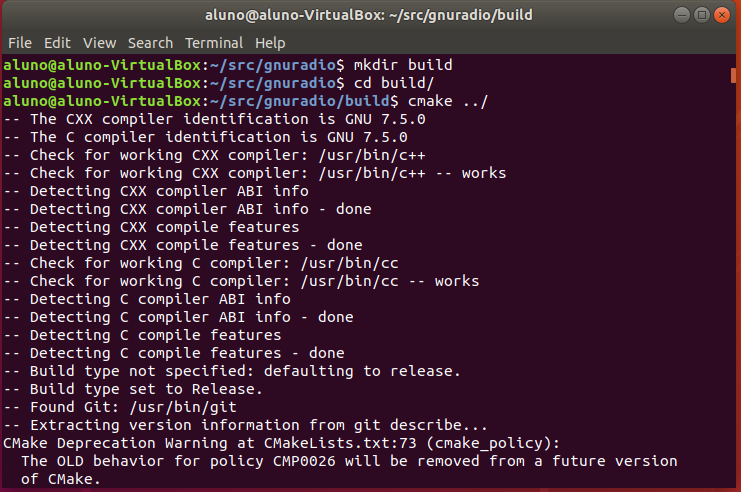 aluno@aluno-VirtualBox: ~/src/gnuradio/build
File Edit View Search Terminal Help
aluno@aluno-VirtualBox:~/src/gnuradio$ mkdir build
aluno@aluno-VirtualBox:~/src/gnuradio$ cd build/
aluno@aluno-VirtualBox:~/src/gnuradio/build$ cmake ../
-- The CXX compiler identification is GNU 7.5.0
-- The C compiler identification is GNU 7.5.0
-- Check for working CXX compiler: /usr/bin/c++
-- Check for working CXX compiler: /usr/bin/c++ -- works
-- Detecting CXX compiler ABI info
-- Detecting CXX compiler ABI info - done
-- Detecting CXX compile features
-- Detecting CXX compile features - done
-- Check for working C compiler: /usr/bin/cc
-- Check for working C compiler: /usr/bin/cc -- works
-- Detecting C compiler ABI info
-- Detecting C compiler ABI info - done
-- Detecting C compile features
-- Detecting C compile features - done
-- Build type not specified: defaulting to release.
-- Build type set to Release.
-- Found Git: /usr/bin/git
-- Extracting version information from git describe...
CMake Deprecation Warning at CMakeLists.txt:73 (cmake_policy):
  The OLD behavior for policy CMP0026 will be removed from a future version
  of CMake.